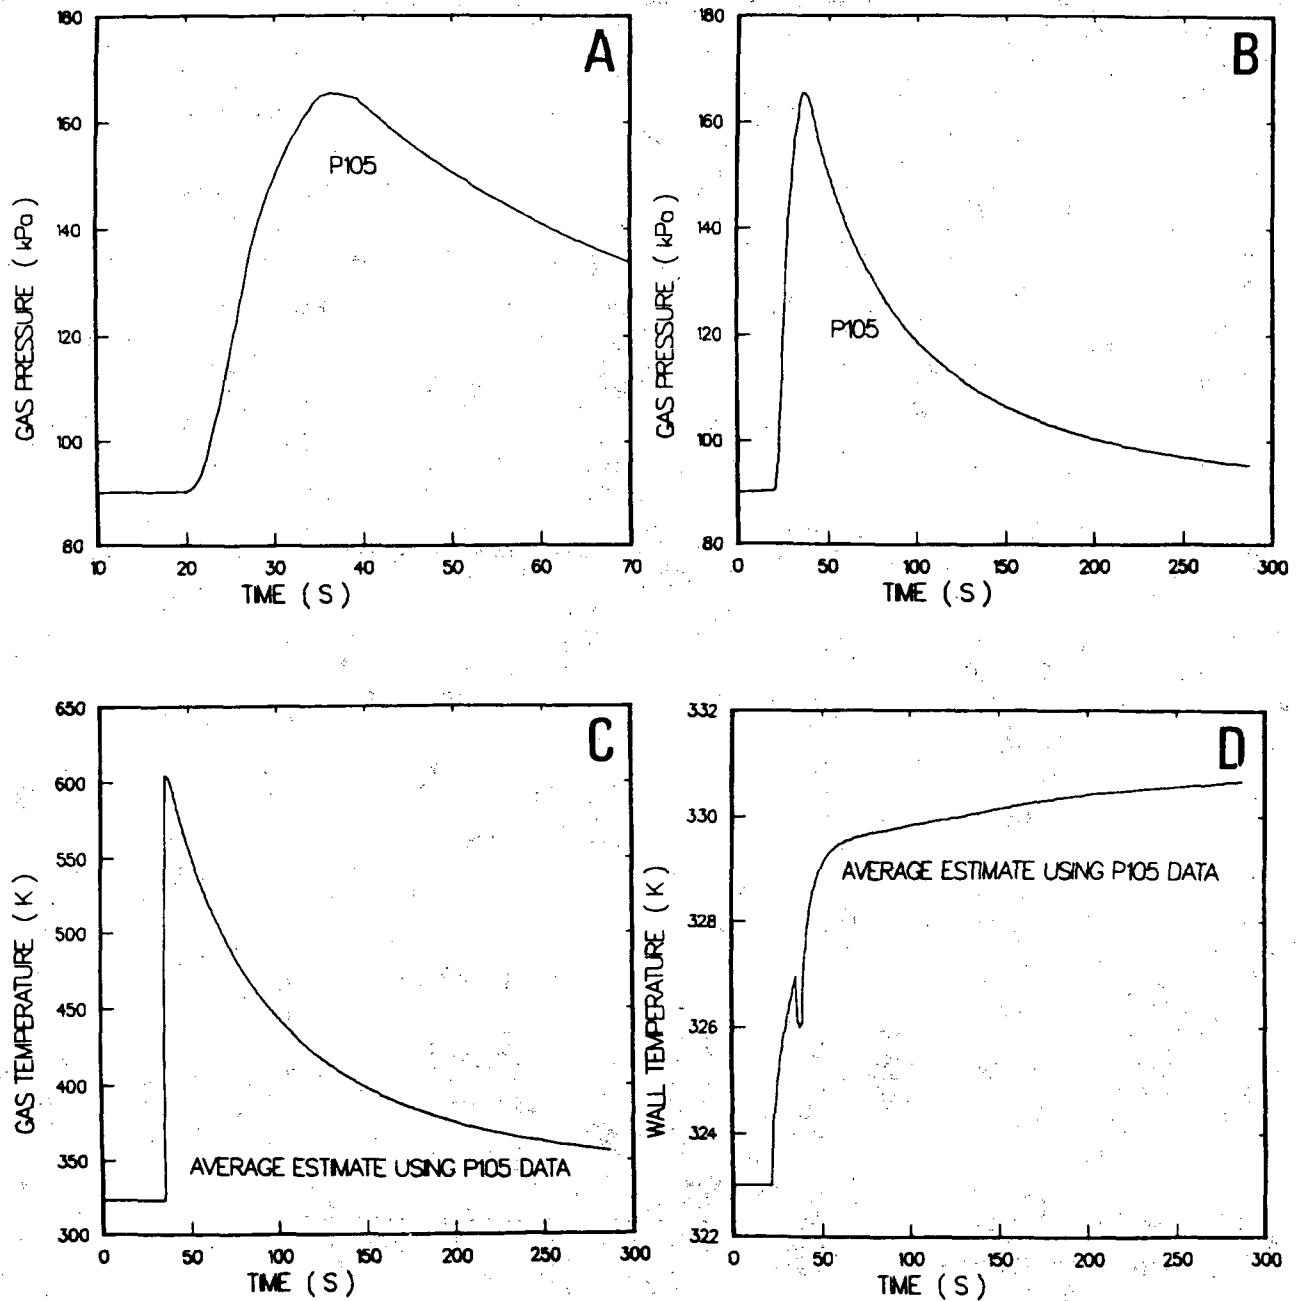 A
180
160
140
120
100
80
GAS PRESSURE (kPa)
P105
10 20 30 40 50 60 70
TIME (S)
B
180
160
140
120
100
80
GAS PRESSURE (kPa)
P105
0 50 100 150 200 250 300
TIME (S)
C
650
600
550
500
450
400
350
300
GAS TEMPERATURE (K)
AVERAGE ESTIMATE USING P105 DATA
0 50 100 150 200 250 300
TIME (S)
D
332
330
328
326
324
322
WALL TEMPERATURE (K)
AVERAGE ESTIMATE USING P105 DATA
0 50 100 150 200 250 300
TIME (S)